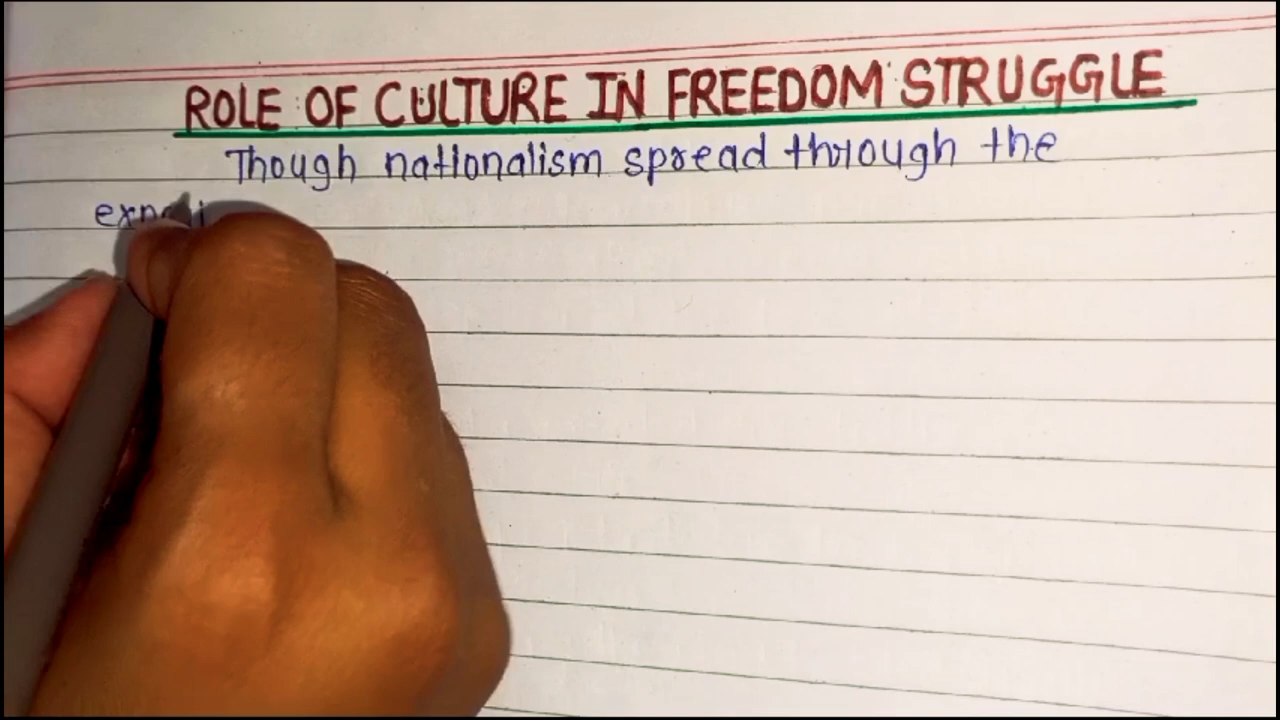 ROLE OF CULTURE IN FREEDOM STRUGGLE
Though nationalism spread through the